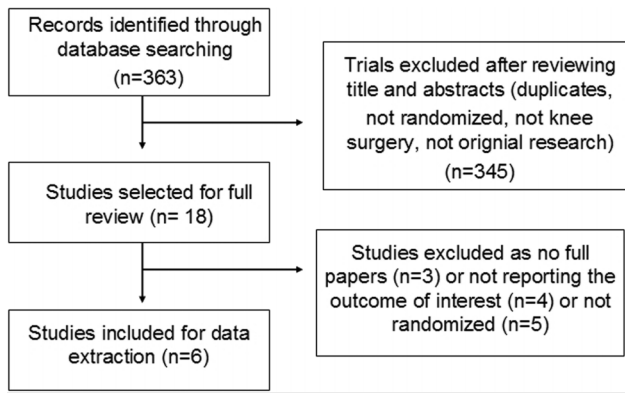 Records identified through
database searching
(n=363)
Trials excluded after reviewing
title and abstracts (duplicates,
not randomized, not knee
surgery, not orignial research)
(n=345)
Studies selected for full
review (n= 18)
Studies excluded as no full
papers (n=3) or not reporting the
outcome of interest (n=4) or not
randomized (n=5)
Studies included for data
extraction (n=6)